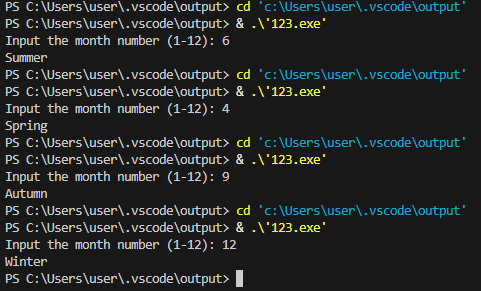 PS C:\Users\user\.vscode\output> cd 'c:\Users\user\.vscode\output'
PS C:\Users\user\.vscode\output> & .\'123.exe'
Input the month number (1-12): 6
Summer
PS C:\Users\user\.vscode\output> cd 'c:\Users\user\.vscode\output'
PS C:\Users\user\.vscode\output> & .\'123.exe'
Input the month number (1-12): 4
Spring
PS C:\Users\user\.vscode\output> cd 'c:\Users\user\.vscode\output'
PS C:\Users\user\.vscode\output> & .\'123.exe'
Input the month number (1-12): 9
Autumn
PS C:\Users\user\.vscode\output> cd 'c:\Users\user\.vscode\output'
PS C:\Users\user\.vscode\output> & .\'123.exe'
Input the month number (1-12): 12
Winter
PS C:\Users\user\.vscode\output>